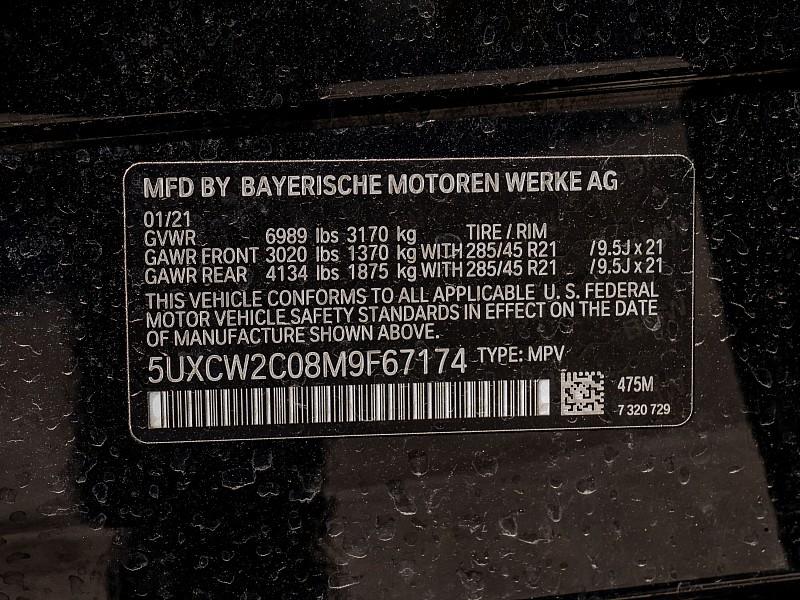 MFD BY BAYERISCHE MOTOREN WERKE AG
01/21
GVWR 6989 lbs 3170 kg TIRE / RIM
GAWR FRONT 3020 lbs 1370 kg WITH 285/45 R21 /9.5J x 21
GAWR REAR 4134 lbs 1875 kg WITH 285/45 R21 /9.5J x 21
THIS VEHICLE CONFORMS TO ALL APPLICABLE U. S. FEDERAL
MOTOR VEHICLE SAFETY STANDARDS IN EFFECT ON THE DATE
OF MANUFACTURE SHOWN ABOVE.
5UXCW2C08M9F67174 TYPE: MPV
475M
7 320 729